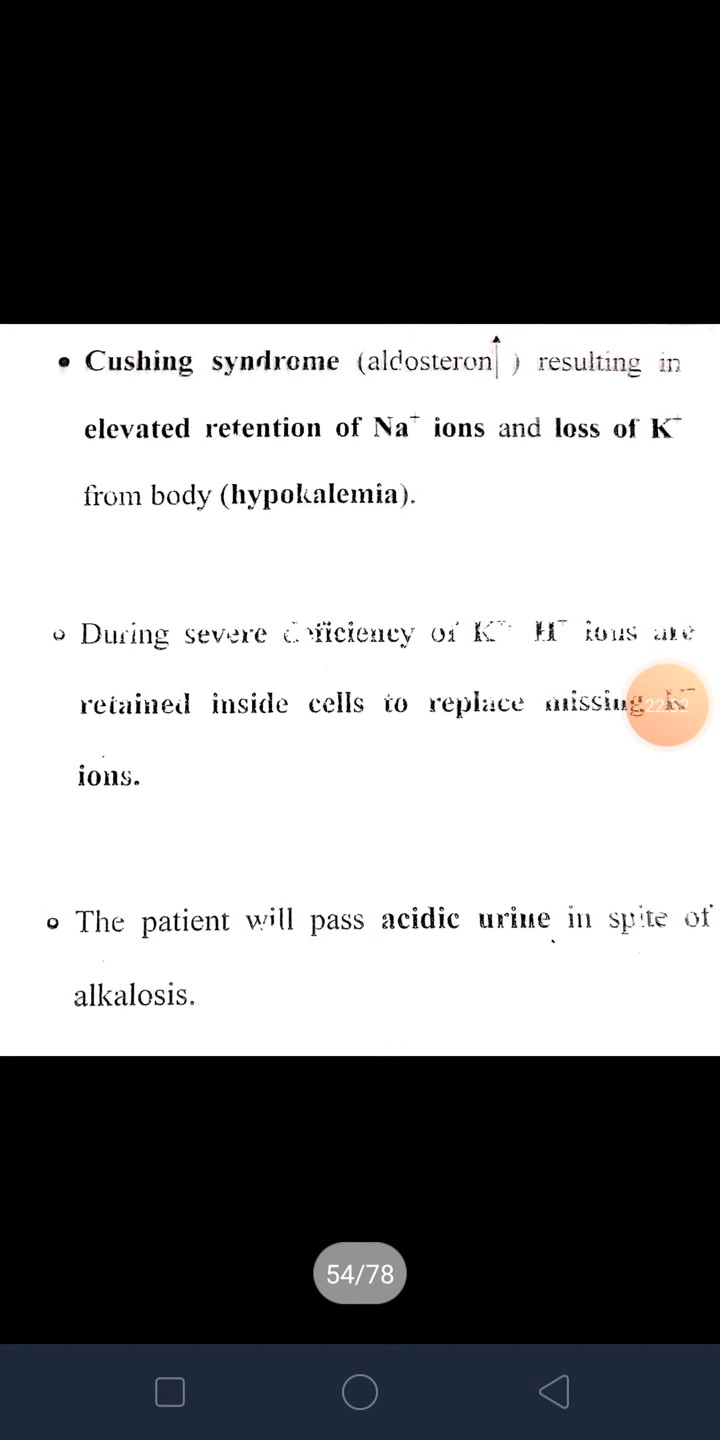 • Cushing syndrome (aldosteron↑) resulting in
elevated retention of Na⁺ ions and loss of K⁺
from body (hypokalemia).
o During severe deficiency of K⁺ H⁺ ions are
retained inside cells to replace missing K⁺
ions.
o The patient will pass acidic urine in spite of
alkalosis.
54/78